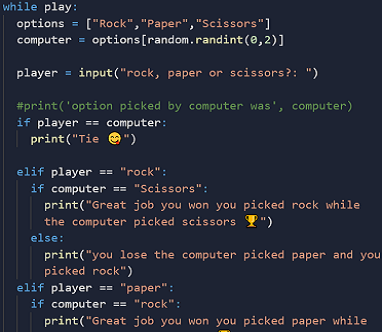 while play:
options = ["Rock","Paper","Scissors"]
computer = options[random.randint(0,2)]
player = input("rock, paper or scissors?: ")
#print('option picked by computer was', computer)
if player == computer:
print("Tie 😋")
elif player == "rock":
if computer == "Scissors":
print("Great job you won you picked rock while
the computer picked scissors 🏆")
else:
print("you lose the computer picked paper and you
picked rock")
elif player == "paper":
if computer == "rock":
print("Great job you won you picked paper while